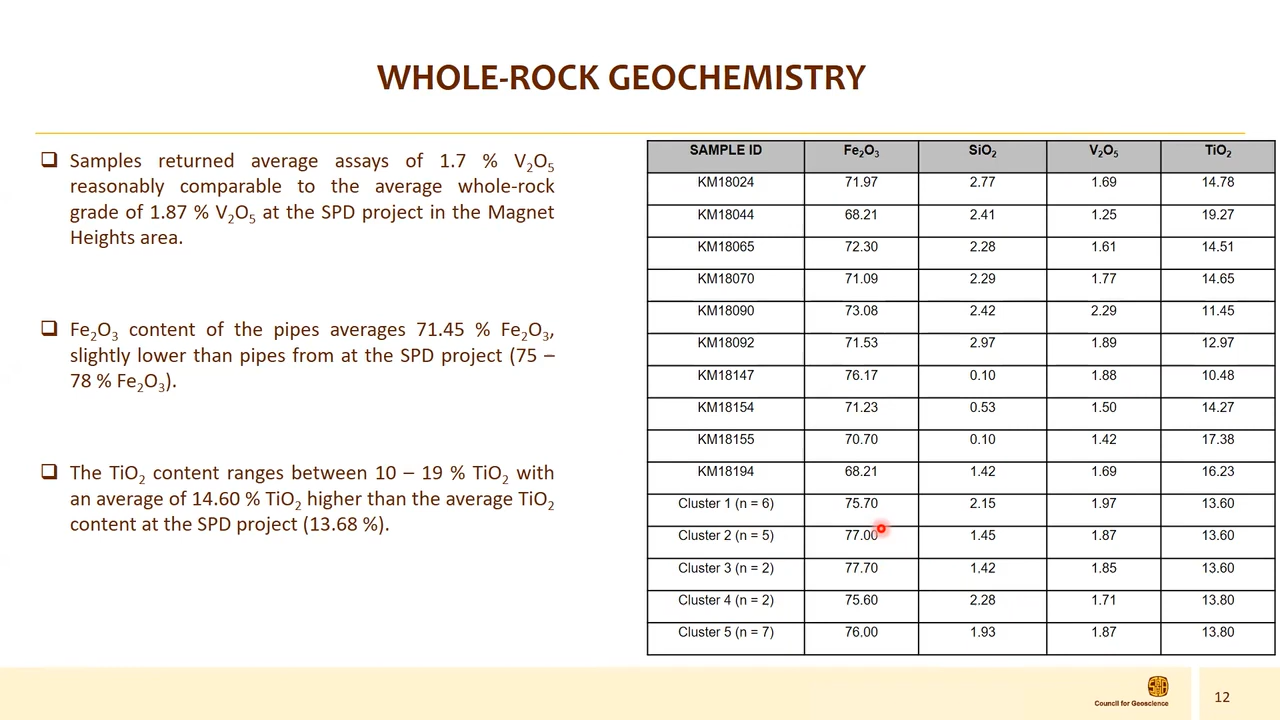 WHOLE-ROCK GEOCHEMISTRY
❑ Samples returned average assays of 1.7 % V₂O₅
reasonably comparable to the average whole-rock
grade of 1.87 % V₂O₅ at the SPD project in the Magnet
Heights area.
❑ Fe₂O₃ content of the pipes averages 71.45 % Fe₂O₃,
slightly lower than pipes from at the SPD project (75 –
78 % Fe₂O₃).
❑ The TiO₂ content ranges between 10 – 19 % TiO₂ with
an average of 14.60 % TiO₂ higher than the average TiO₂
content at the SPD project (13.68 %).
SAMPLE ID Fe₂O₃ SiO₂ V₂O₅ TiO₂
KM18024 71.97 2.77 1.69 14.78
KM18044 68.21 2.41 1.25 19.27
KM18065 72.30 2.28 1.61 14.51
KM18070 71.09 2.29 1.77 14.65
KM18090 73.08 2.42 2.29 11.45
KM18092 71.53 2.97 1.89 12.97
KM18147 76.17 0.10 1.88 10.48
KM18154 71.23 0.53 1.50 14.27
KM18155 70.70 0.10 1.42 17.38
KM18194 68.21 1.42 1.69 16.23
Cluster 1 (n = 6) 75.70 2.15 1.97 13.60
Cluster 2 (n = 5) 77.00 1.45 1.87 13.60
Cluster 3 (n = 2) 77.70 1.42 1.85 13.60
Cluster 4 (n = 2) 75.60 2.28 1.71 13.80
Cluster 5 (n = 7) 76.00 1.93 1.87 13.80
Council for Geoscience
12